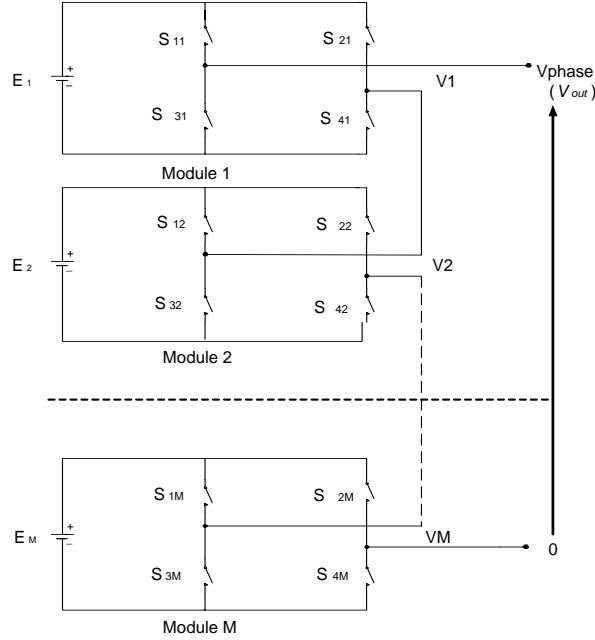 S 11
S 21
Vphase
( V out )
E 1
+
−
V1
S 31
S 41
Module 1
S 12
S 22
E 2
+
−
V2
S 32
S 42
Module 2
S 1M
S 2M
E M
+
−
VM
0
S 3M
S 4M
Module M